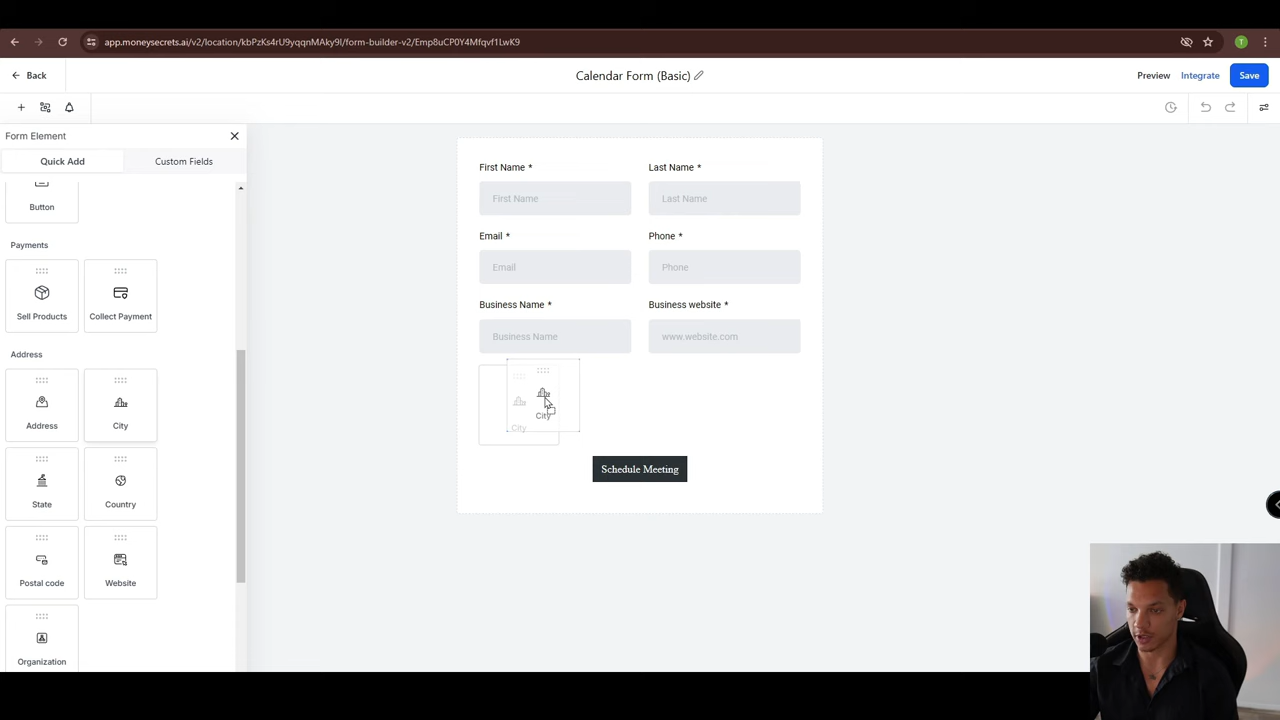 app.moneysecrets.ai/v2/location/kbPzKs4rU9yqqnMAky9I/form-builder-v2/Emp8uCP0Y4Mfqvf1LwK9
T
Back
Calendar Form (Basic)
Preview
Integrate
Save
Form Element
Quick Add
Custom Fields
Button
Payments
Sell Products
Collect Payment
Address
Address
City
State
Country
Postal code
Website
Organization
First Name *
Last Name *
First Name
Last Name
Email *
Phone *
Email
Phone
Business Name *
Business website *
Business Name
www.website.com
City
City
Schedule Meeting